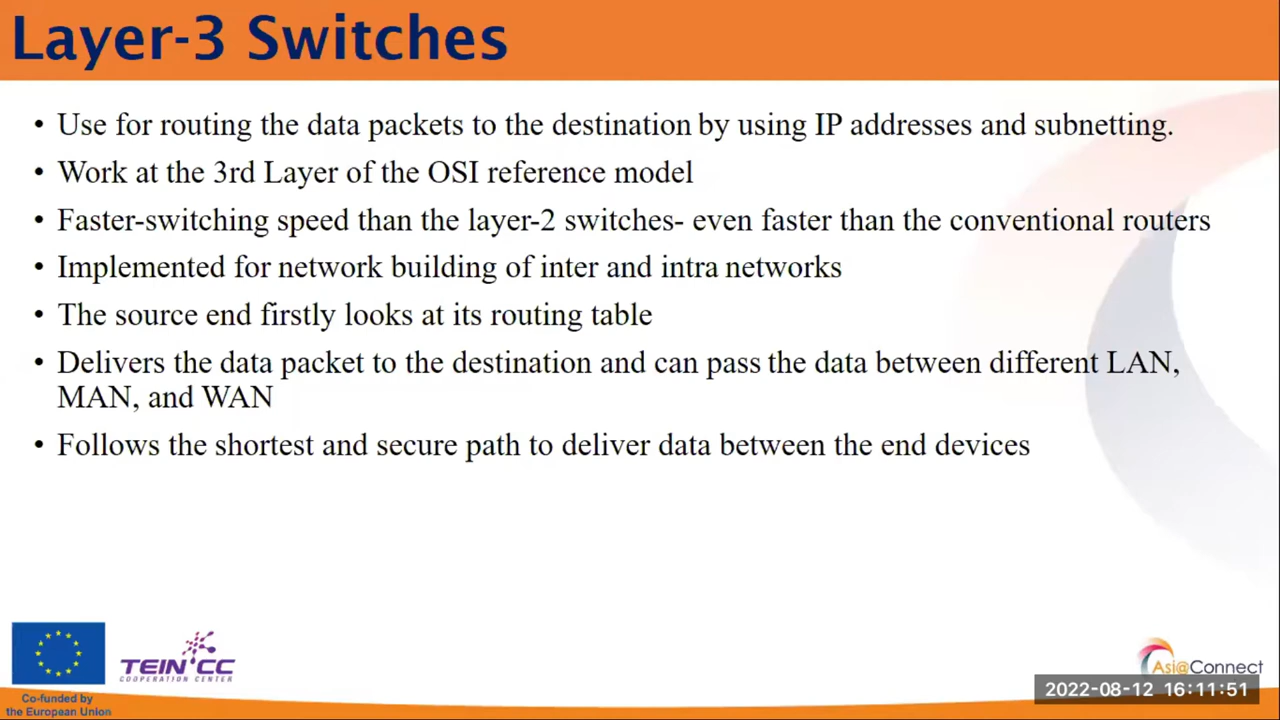 Layer-3 Switches
• Use for routing the data packets to the destination by using IP addresses and subnetting.
• Work at the 3rd Layer of the OSI reference model
• Faster-switching speed than the layer-2 switches- even faster than the conventional routers
• Implemented for network building of inter and intra networks
• The source end firstly looks at its routing table
• Delivers the data packet to the destination and can pass the data between different LAN,
MAN, and WAN
• Follows the shortest and secure path to deliver data between the end devices
TEIN*CC
COOPERATION CENTER
Co-funded by
the European Union
Asi@Connect
2022-08-12 16:11:51